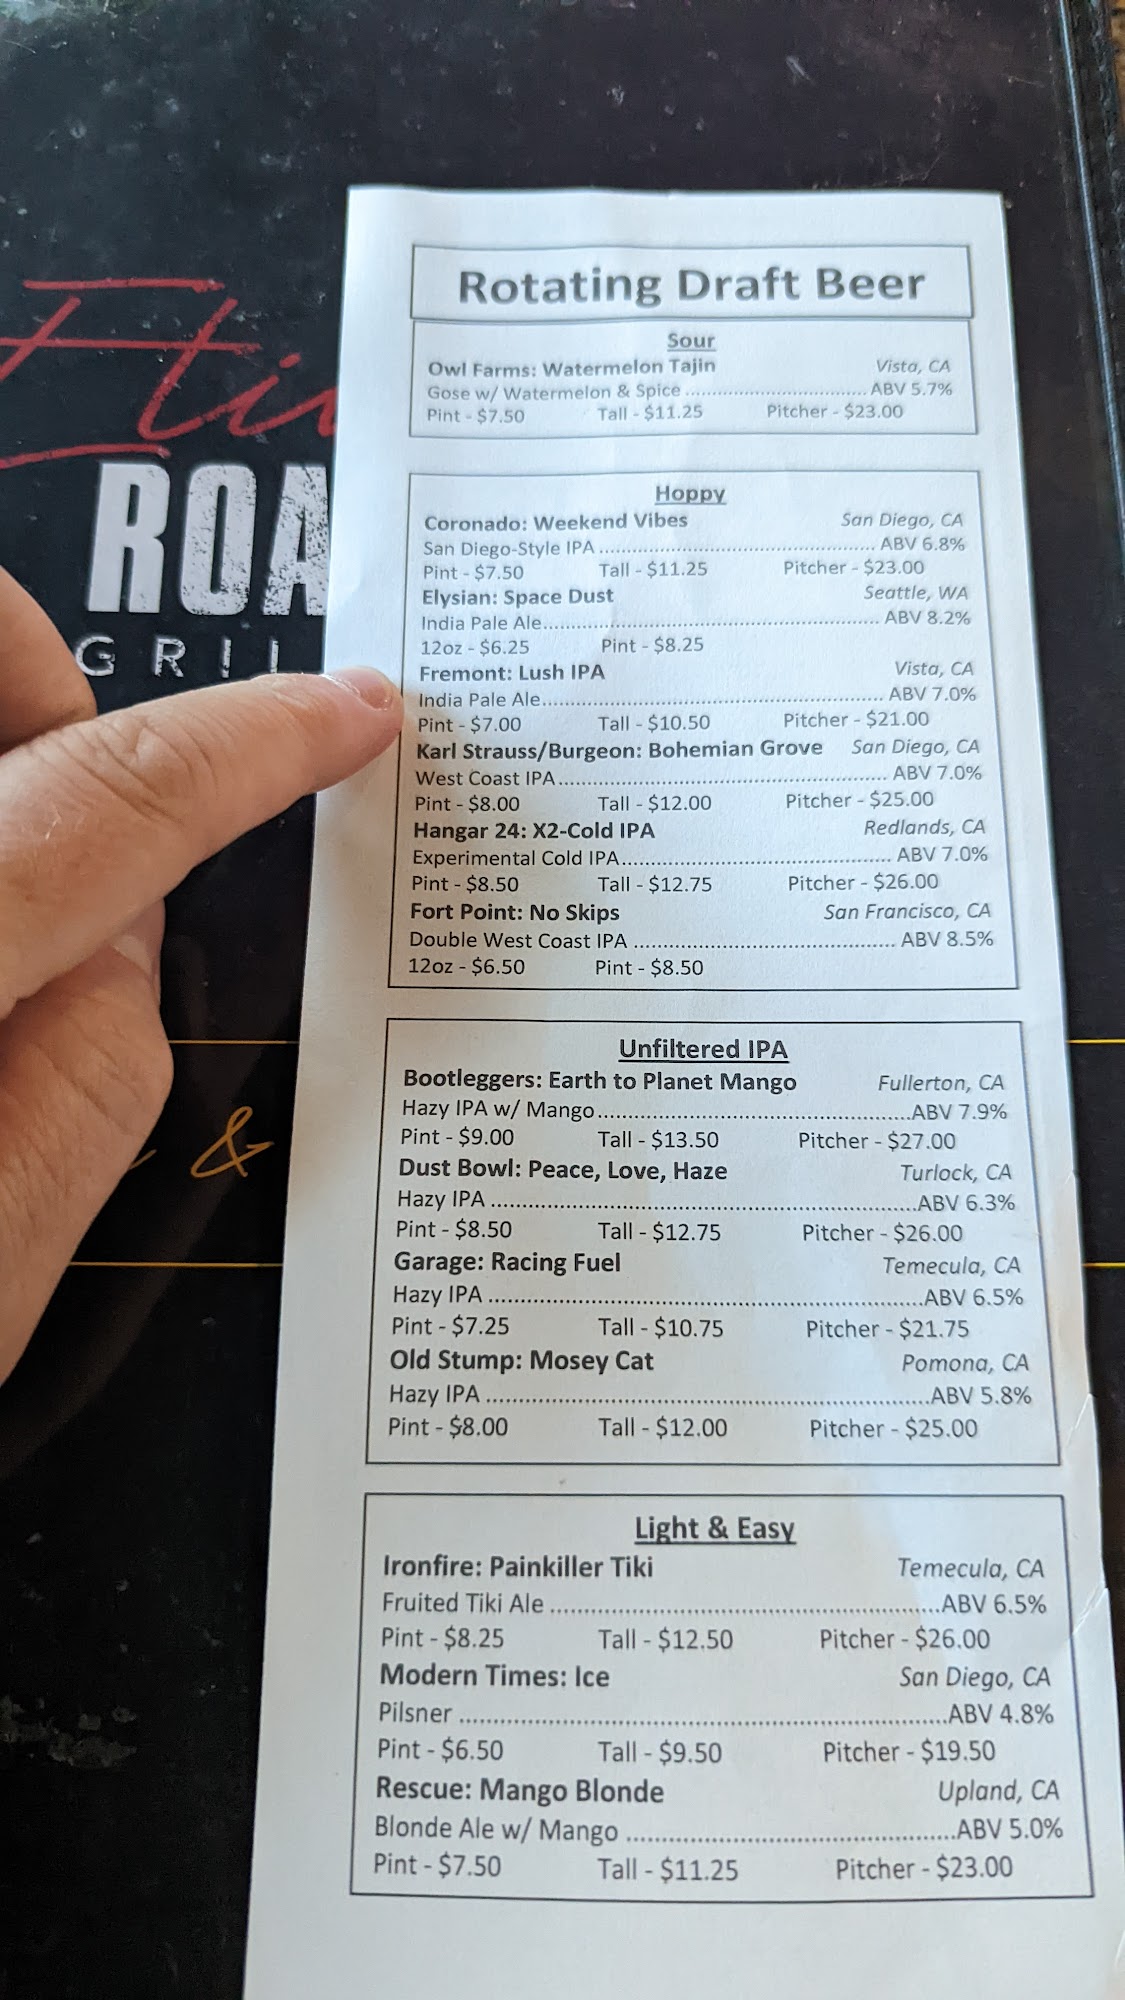 ROA
GRIL
&
Rotating Draft Beer
Sour
Owl Farms: Watermelon Tajin Vista, CA
Gose w/ Watermelon & Spice ................................ ABV 5.7%
Pint - $7.50 Tall - $11.25 Pitcher - $23.00
Hoppy
Coronado: Weekend Vibes San Diego, CA
San Diego-Style IPA ................................ ABV 6.8%
Pint - $7.50 Tall - $11.25 Pitcher - $23.00
Elysian: Space Dust Seattle, WA
India Pale Ale................................ ABV 8.2%
12oz - $6.25 Pint - $8.25
Fremont: Lush IPA Vista, CA
India Pale Ale................................ ABV 7.0%
Pint - $7.00 Tall - $10.50 Pitcher - $21.00
Karl Strauss/Burgeon: Bohemian Grove San Diego, CA
West Coast IPA................................ ABV 7.0%
Pint - $8.00 Tall - $12.00 Pitcher - $25.00
Hangar 24: X2-Cold IPA Redlands, CA
Experimental Cold IPA................................ ABV 7.0%
Pint - $8.50 Tall - $12.75 Pitcher - $26.00
Fort Point: No Skips San Francisco, CA
Double West Coast IPA ................................ ABV 8.5%
12oz - $6.50 Pint - $8.50
Unfiltered IPA
Bootleggers: Earth to Planet Mango Fullerton, CA
Hazy IPA w/ Mango................................ABV 7.9%
Pint - $9.00 Tall - $13.50 Pitcher - $27.00
Dust Bowl: Peace, Love, Haze Turlock, CA
Hazy IPA ................................ABV 6.3%
Pint - $8.50 Tall - $12.75 Pitcher - $26.00
Garage: Racing Fuel Temecula, CA
Hazy IPA ................................ABV 6.5%
Pint - $7.25 Tall - $10.75 Pitcher - $21.75
Old Stump: Mosey Cat Pomona, CA
Hazy IPA ................................ABV 5.8%
Pint - $8.00 Tall - $12.00 Pitcher - $25.00
Light & Easy
Ironfire: Painkiller Tiki Temecula, CA
Fruited Tiki Ale ................................ABV 6.5%
Pint - $8.25 Tall - $12.50 Pitcher - $26.00
Modern Times: Ice San Diego, CA
Pilsner ................................ABV 4.8%
Pint - $6.50 Tall - $9.50 Pitcher - $19.50
Rescue: Mango Blonde Upland, CA
Blonde Ale w/ Mango ................................ABV 5.0%
Pint - $7.50 Tall - $11.25 Pitcher - $23.00